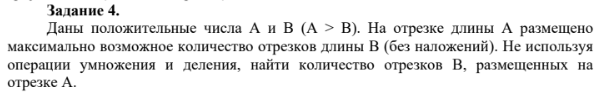 Задание 4.
Даны положительные числа A и B (A > B). На отрезке длины A размещено
максимально возможное количество отрезков длины B (без наложений). Не используя
операции умножения и деления, найти количество отрезков B, размещенных на
отрезке A.